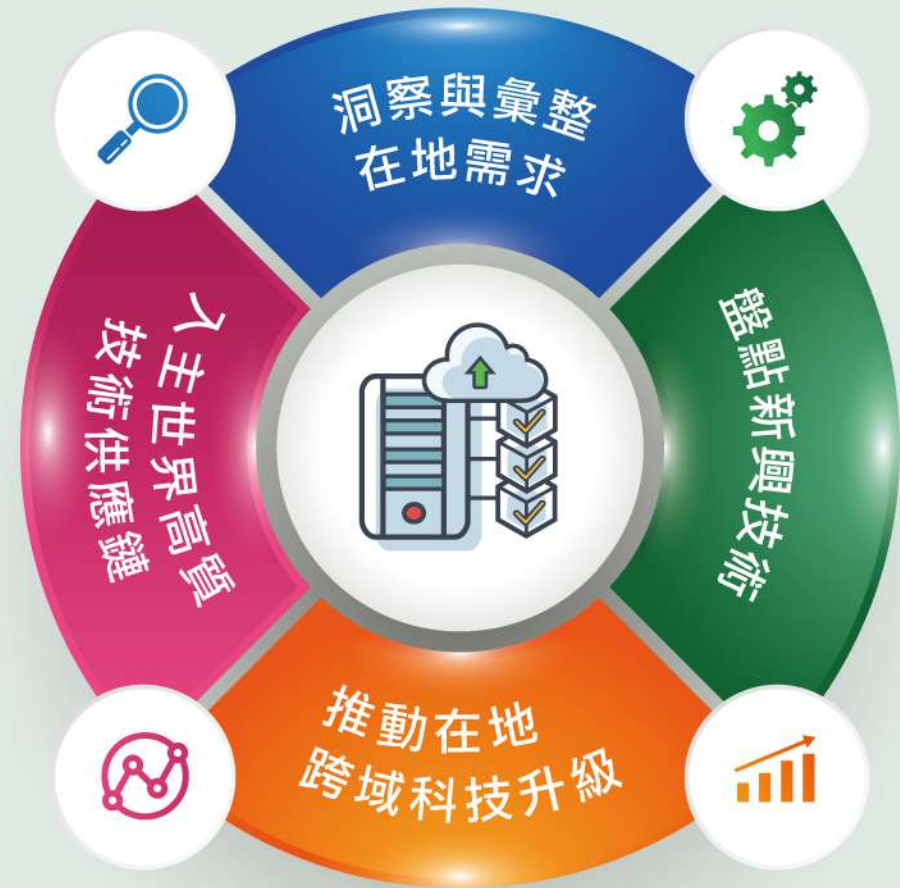 洞察與彙整
在地需求
盤點新興技術
推動在地
跨域科技升級
入主世界高質
技術供應鏈